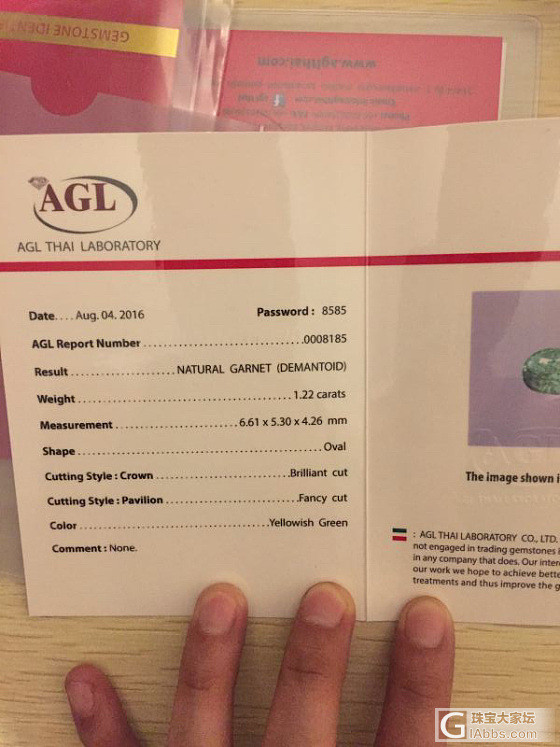 GEMSTONE IDEN
www.aglthai.com
AGL
AGL THAI LABORATORY
Date.... Aug. 04. 2016
Password : 8585
AGL Report Number ........................................0008185
Result ........................NATURAL GARNET (DEMANTOID)
Weight ................................................1.22 carats
Measurement ...........................6.61 x 5.30 x 4.26 mm
Shape .......................................................Oval
Cutting Style : Crown ...............................Brilliant cut
Cutting Style : Pavilion ..............................Fancy cut
Color ............................................Yellowish Green
Comment : None.
The image shown i
: AGL THAI LABORATORY CO., LTD.
not engaged in trading gemstones i
in any company that does. Our inter
our work we hope to achieve bette
treatments and thus improve the g
珠宝大家坛
GIAbbs.com